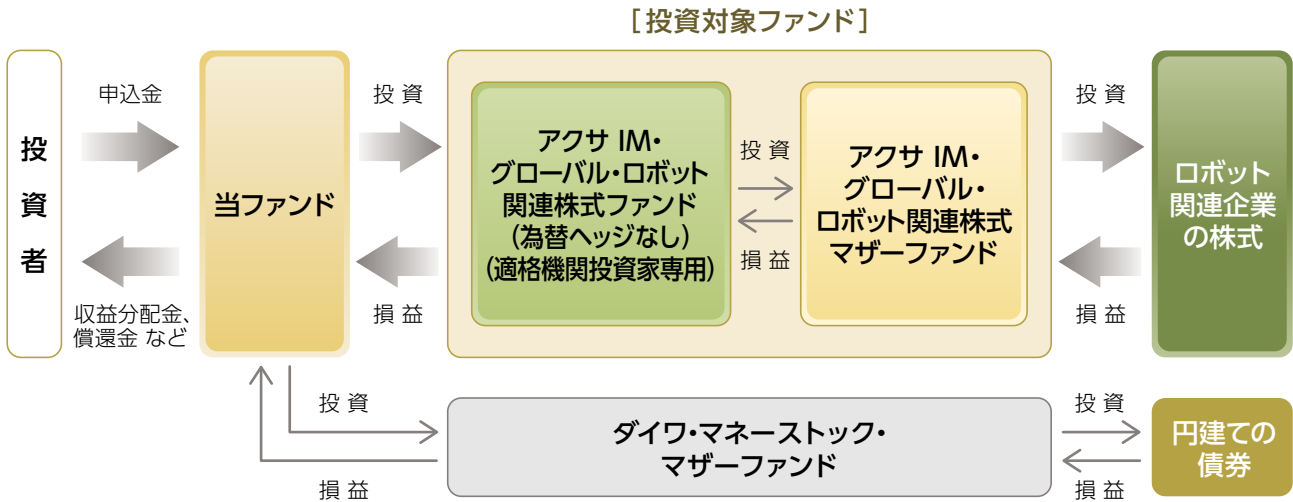 [投資対象ファンド]
投資者
申込金
収益分配金、
償還金 など
当ファンド
投 資
損 益
アクサ IM・
グローバル・ロボット
関連株式ファンド
(為替ヘッジなし)
(適格機関投資家専用)
投 資
損 益
アクサ IM・
グローバル・
ロボット関連株式
マザーファンド
投 資
損 益
ロボット
関連企業
の株式
投 資
損 益
ダイワ・マネーストック・
マザーファンド
投 資
損 益
円建ての
債券